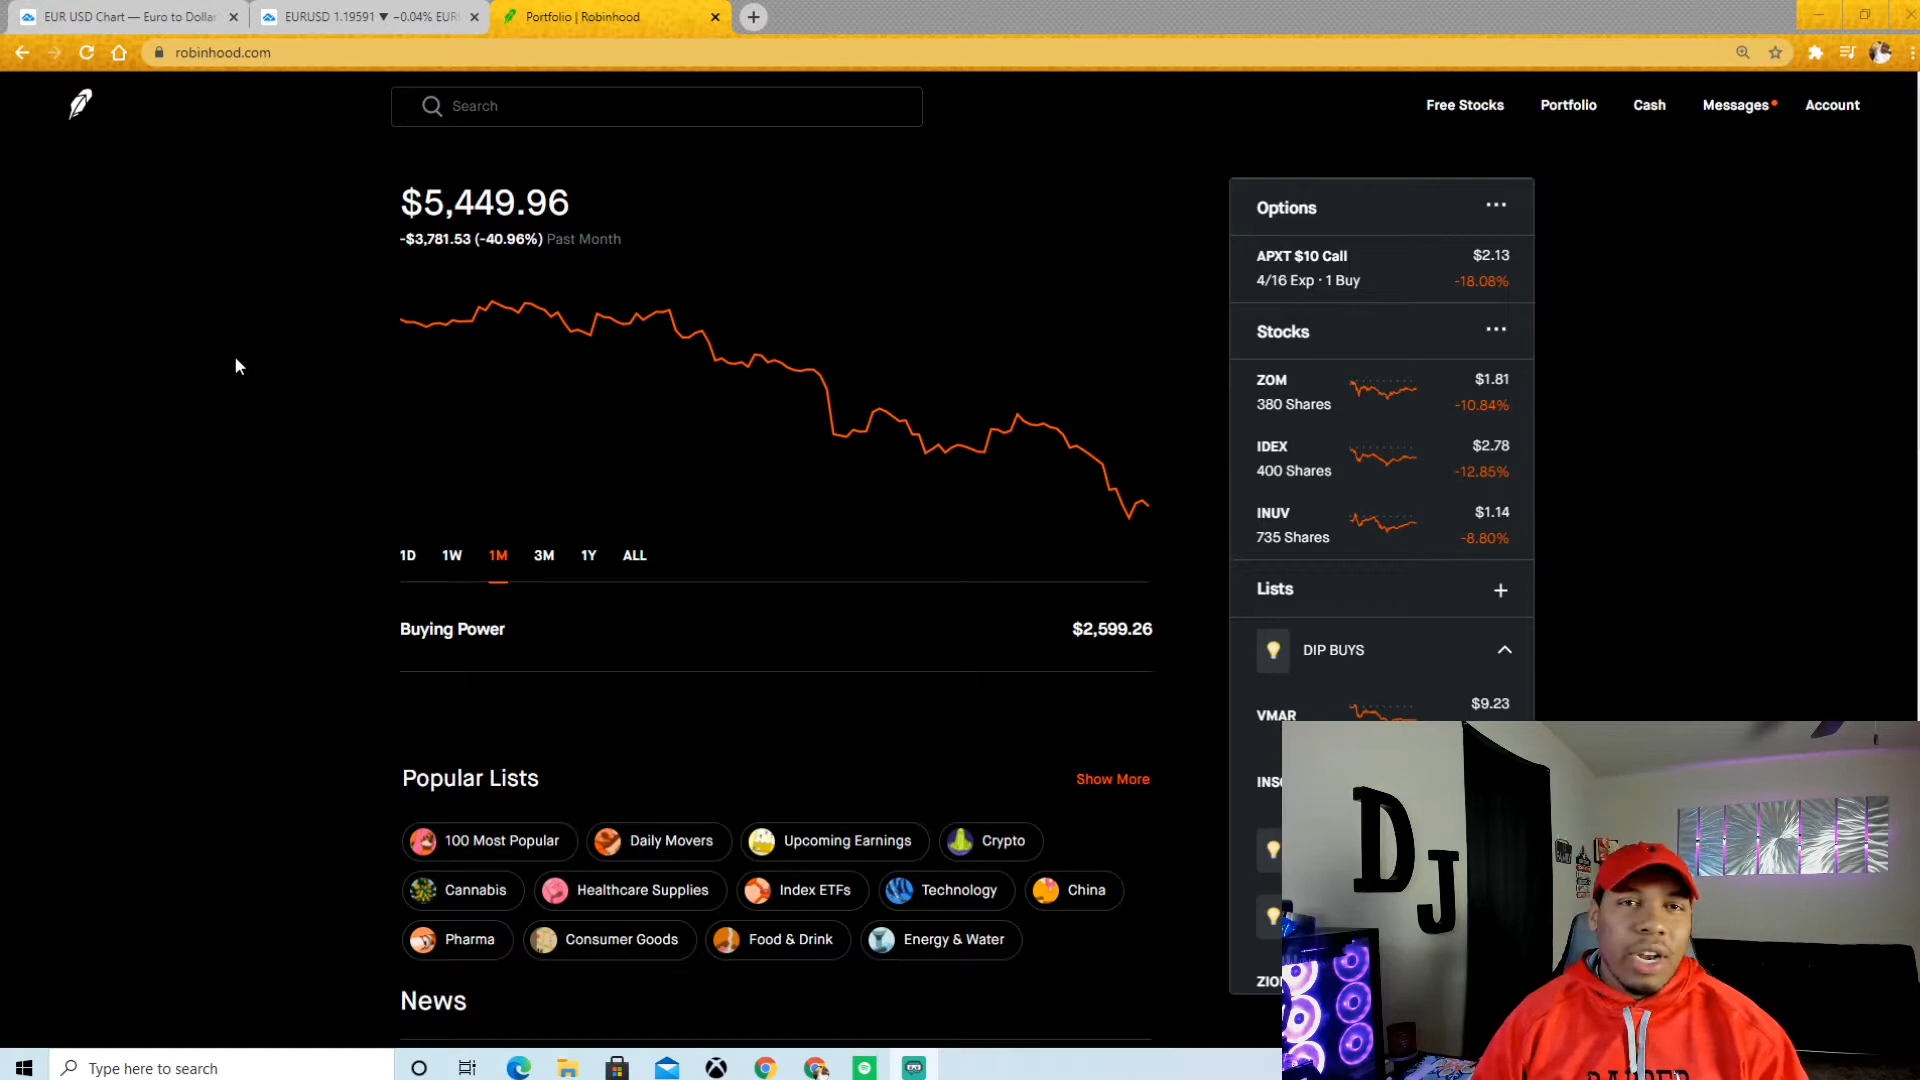 EUR USD Chart — Euro to Dollar
EURUSD 1.19591 ▼ −0.04% EURU
Portfolio | Robinhood
robinhood.com
Search
Free Stocks
Portfolio
Cash
Messages
Account
$5,449.96
-$3,781.53 (-40.96%) Past Month
1D 1W 1M 3M 1Y ALL
Buying Power
$2,599.26
Popular Lists
Show More
100 Most Popular
Daily Movers
Upcoming Earnings
Crypto
Cannabis
Healthcare Supplies
Index ETFs
Technology
China
Pharma
Consumer Goods
Food & Drink
Energy & Water
News
Options
APXT $10 Call
$2.13
4/16 Exp · 1 Buy
-18.08%
Stocks
ZOM
$1.81
380 Shares
-10.84%
IDEX
$2.78
400 Shares
-12.85%
INUV
$1.14
735 Shares
-8.80%
Lists
DIP BUYS
VMAR
$9.23
DJ
Type here to search